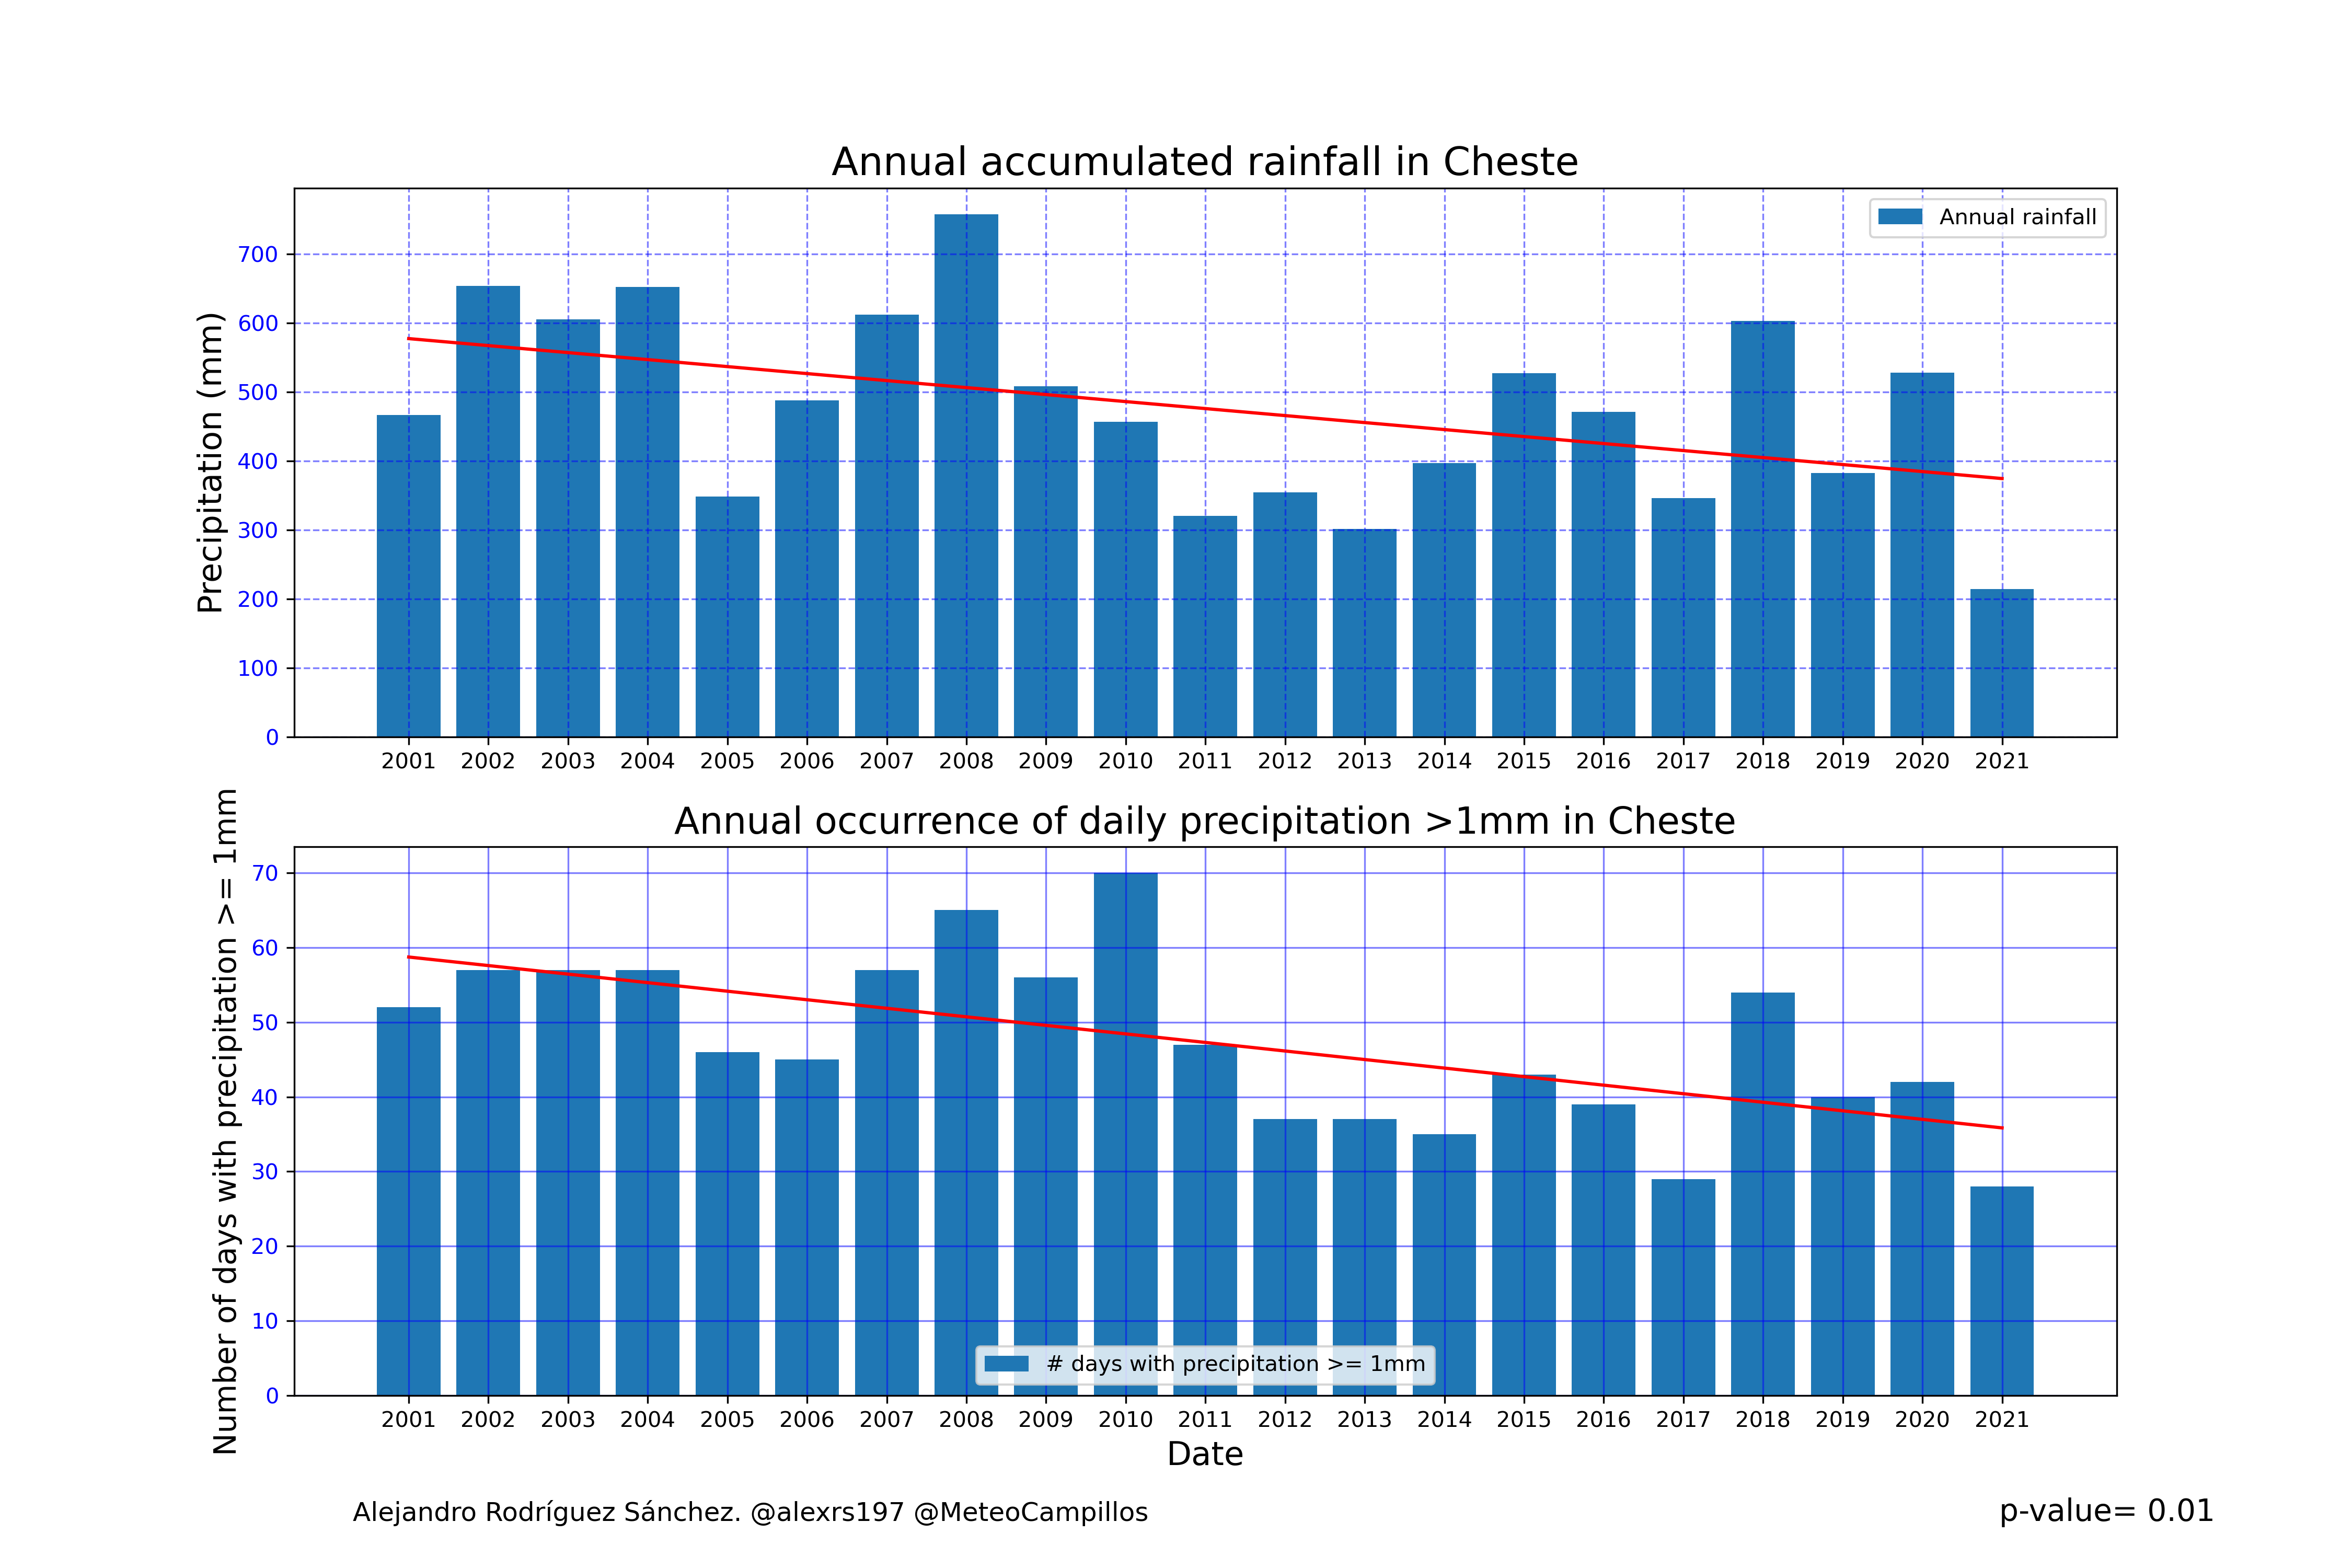 Annual accumulated rainfall in Cheste
Precipitation (mm)
700
600
500
400
300
200
100
0
Annual rainfall
2001 2002 2003 2004 2005 2006 2007 2008 2009 2010 2011 2012 2013 2014 2015 2016 2017 2018 2019 2020 2021
Annual occurrence of daily precipitation >1mm in Cheste
Number of days with precipitation >= 1mm
70
60
50
40
30
20
10
0
# days with precipitation >= 1mm
2001 2002 2003 2004 2005 2006 2007 2008 2009 2010 2011 2012 2013 2014 2015 2016 2017 2018 2019 2020 2021
Date
Alejandro Rodríguez Sánchez. @alexrs197 @MeteoCampillos
p-value= 0.01